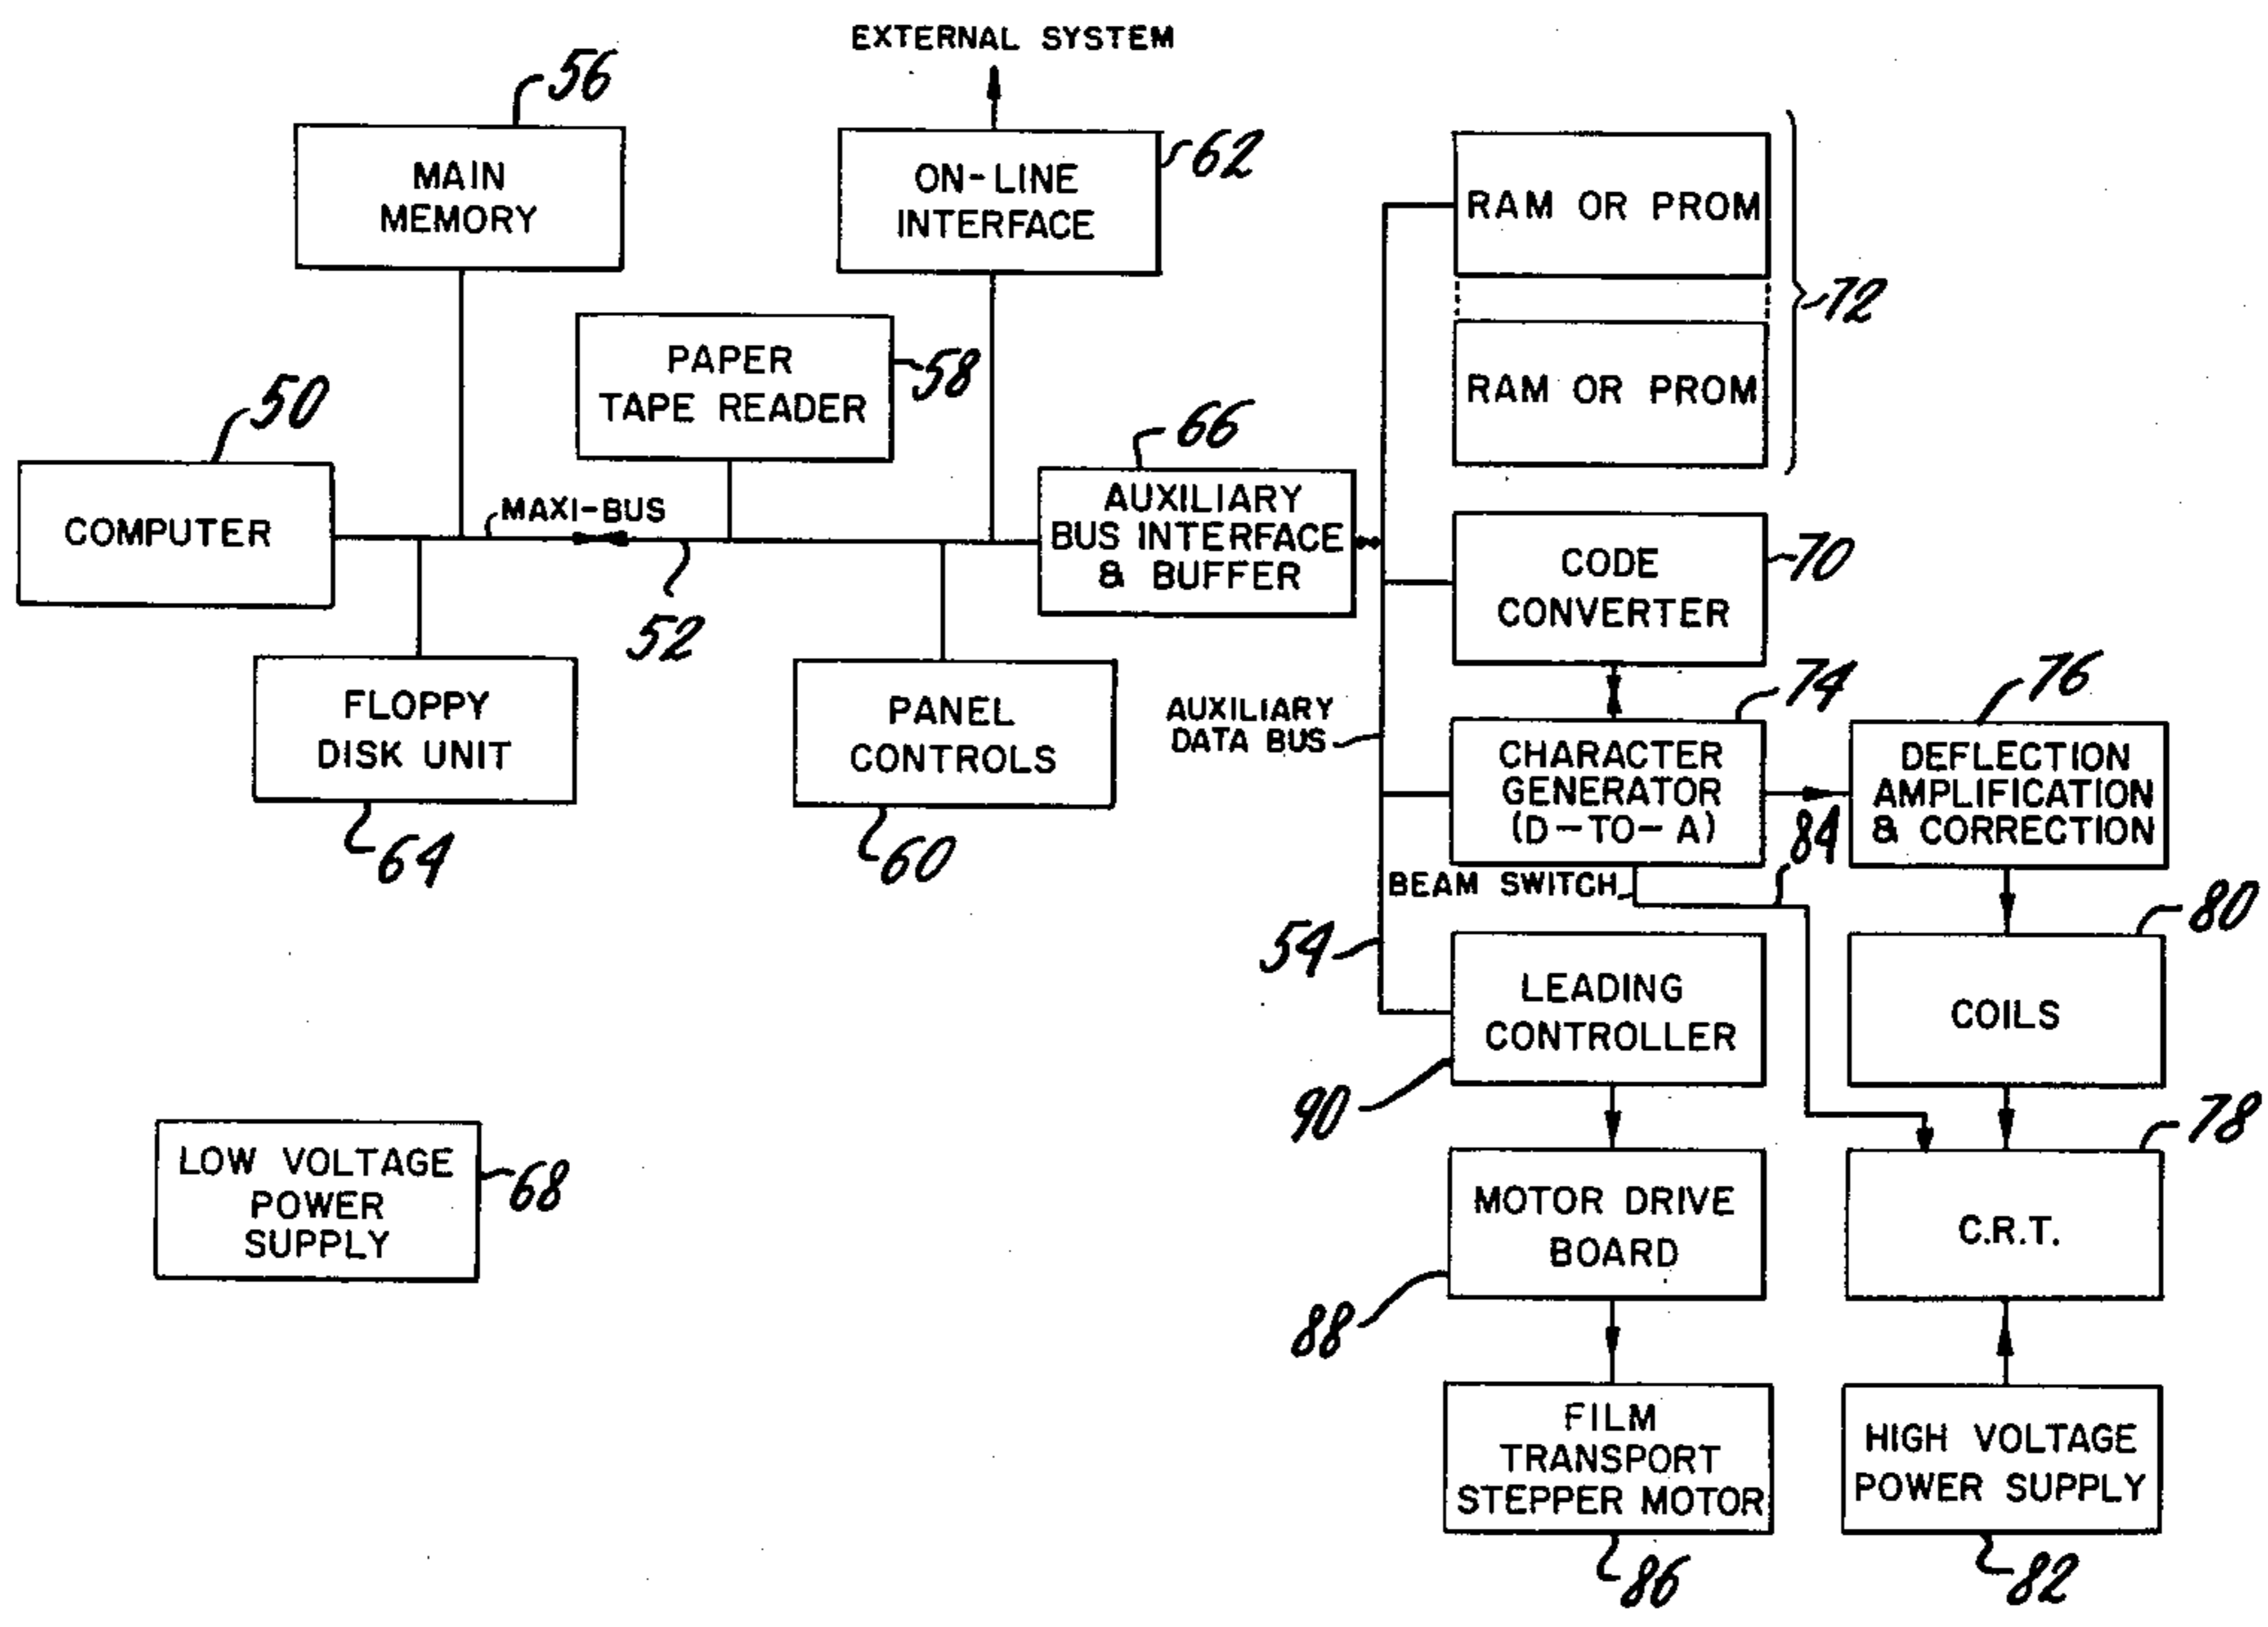 EXTERNAL SYSTEM
56
MAIN
MEMORY
62
ON-LINE
INTERFACE
RAM OR PROM
72
RAM OR PROM
PAPER
TAPE READER
58
50
COMPUTER
MAXI-BUS
52
66
AUXILIARY
BUS INTERFACE
& BUFFER
CODE
CONVERTER
70
FLOPPY
DISK UNIT
64
PANEL
CONTROLS
60
AUXILIARY
DATA BUS
74
CHARACTER
GENERATOR
(D-TO-A)
76
DEFLECTION
AMPLIFICATION
& CORRECTION
84
BEAM SWITCH
54
80
LEADING
CONTROLLER
90
COILS
78
LOW VOLTAGE
POWER
SUPPLY
68
MOTOR DRIVE
BOARD
88
C.R.T.
FILM
TRANSPORT
STEPPER MOTOR
86
HIGH VOLTAGE
POWER SUPPLY
82